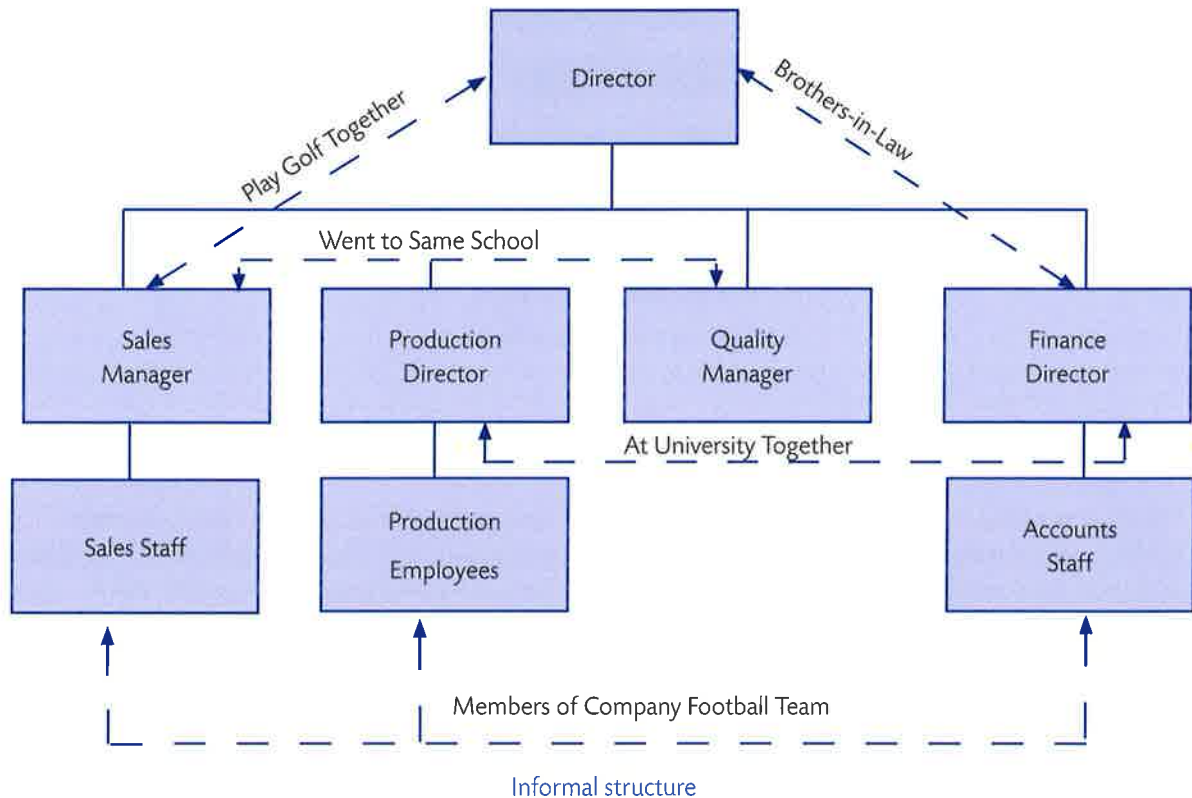 Director
Play Golf Together
Brothers-in-Law
Went to Same School
Sales
Manager
Production
Director
Quality
Manager
Finance
Director
At University Together
Sales Staff
Production
Employees
Accounts
Staff
Members of Company Football Team
Informal structure